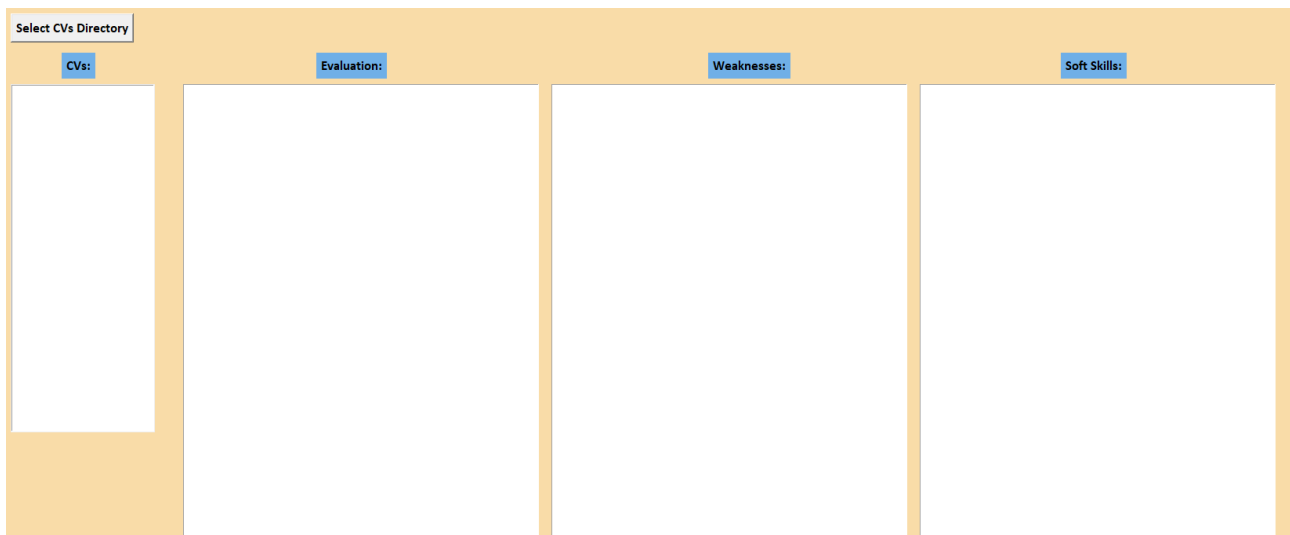 Select CVs Directory
CVs:
Evaluation:
Weaknesses:
Soft Skills: